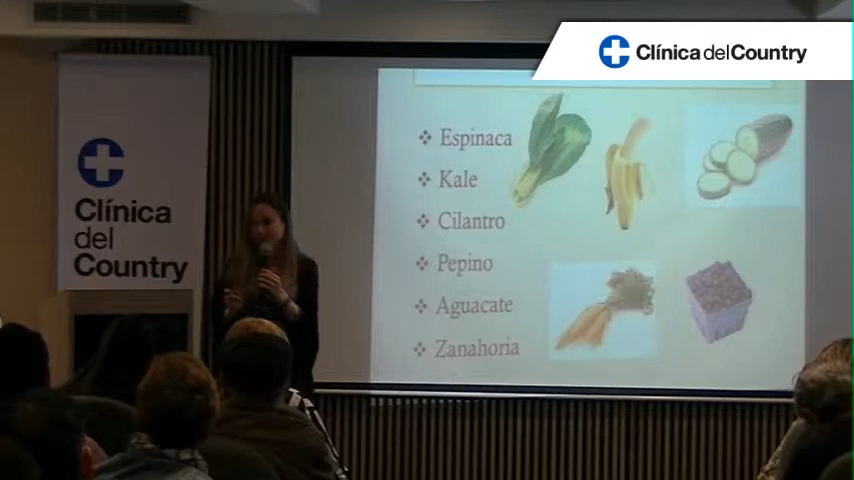 Clínica del Country
Clínica
del
Country
❖ Espinaca
❖ Kale
❖ Cilantro
❖ Pepino
❖ Aguacate
❖ Zanahoria